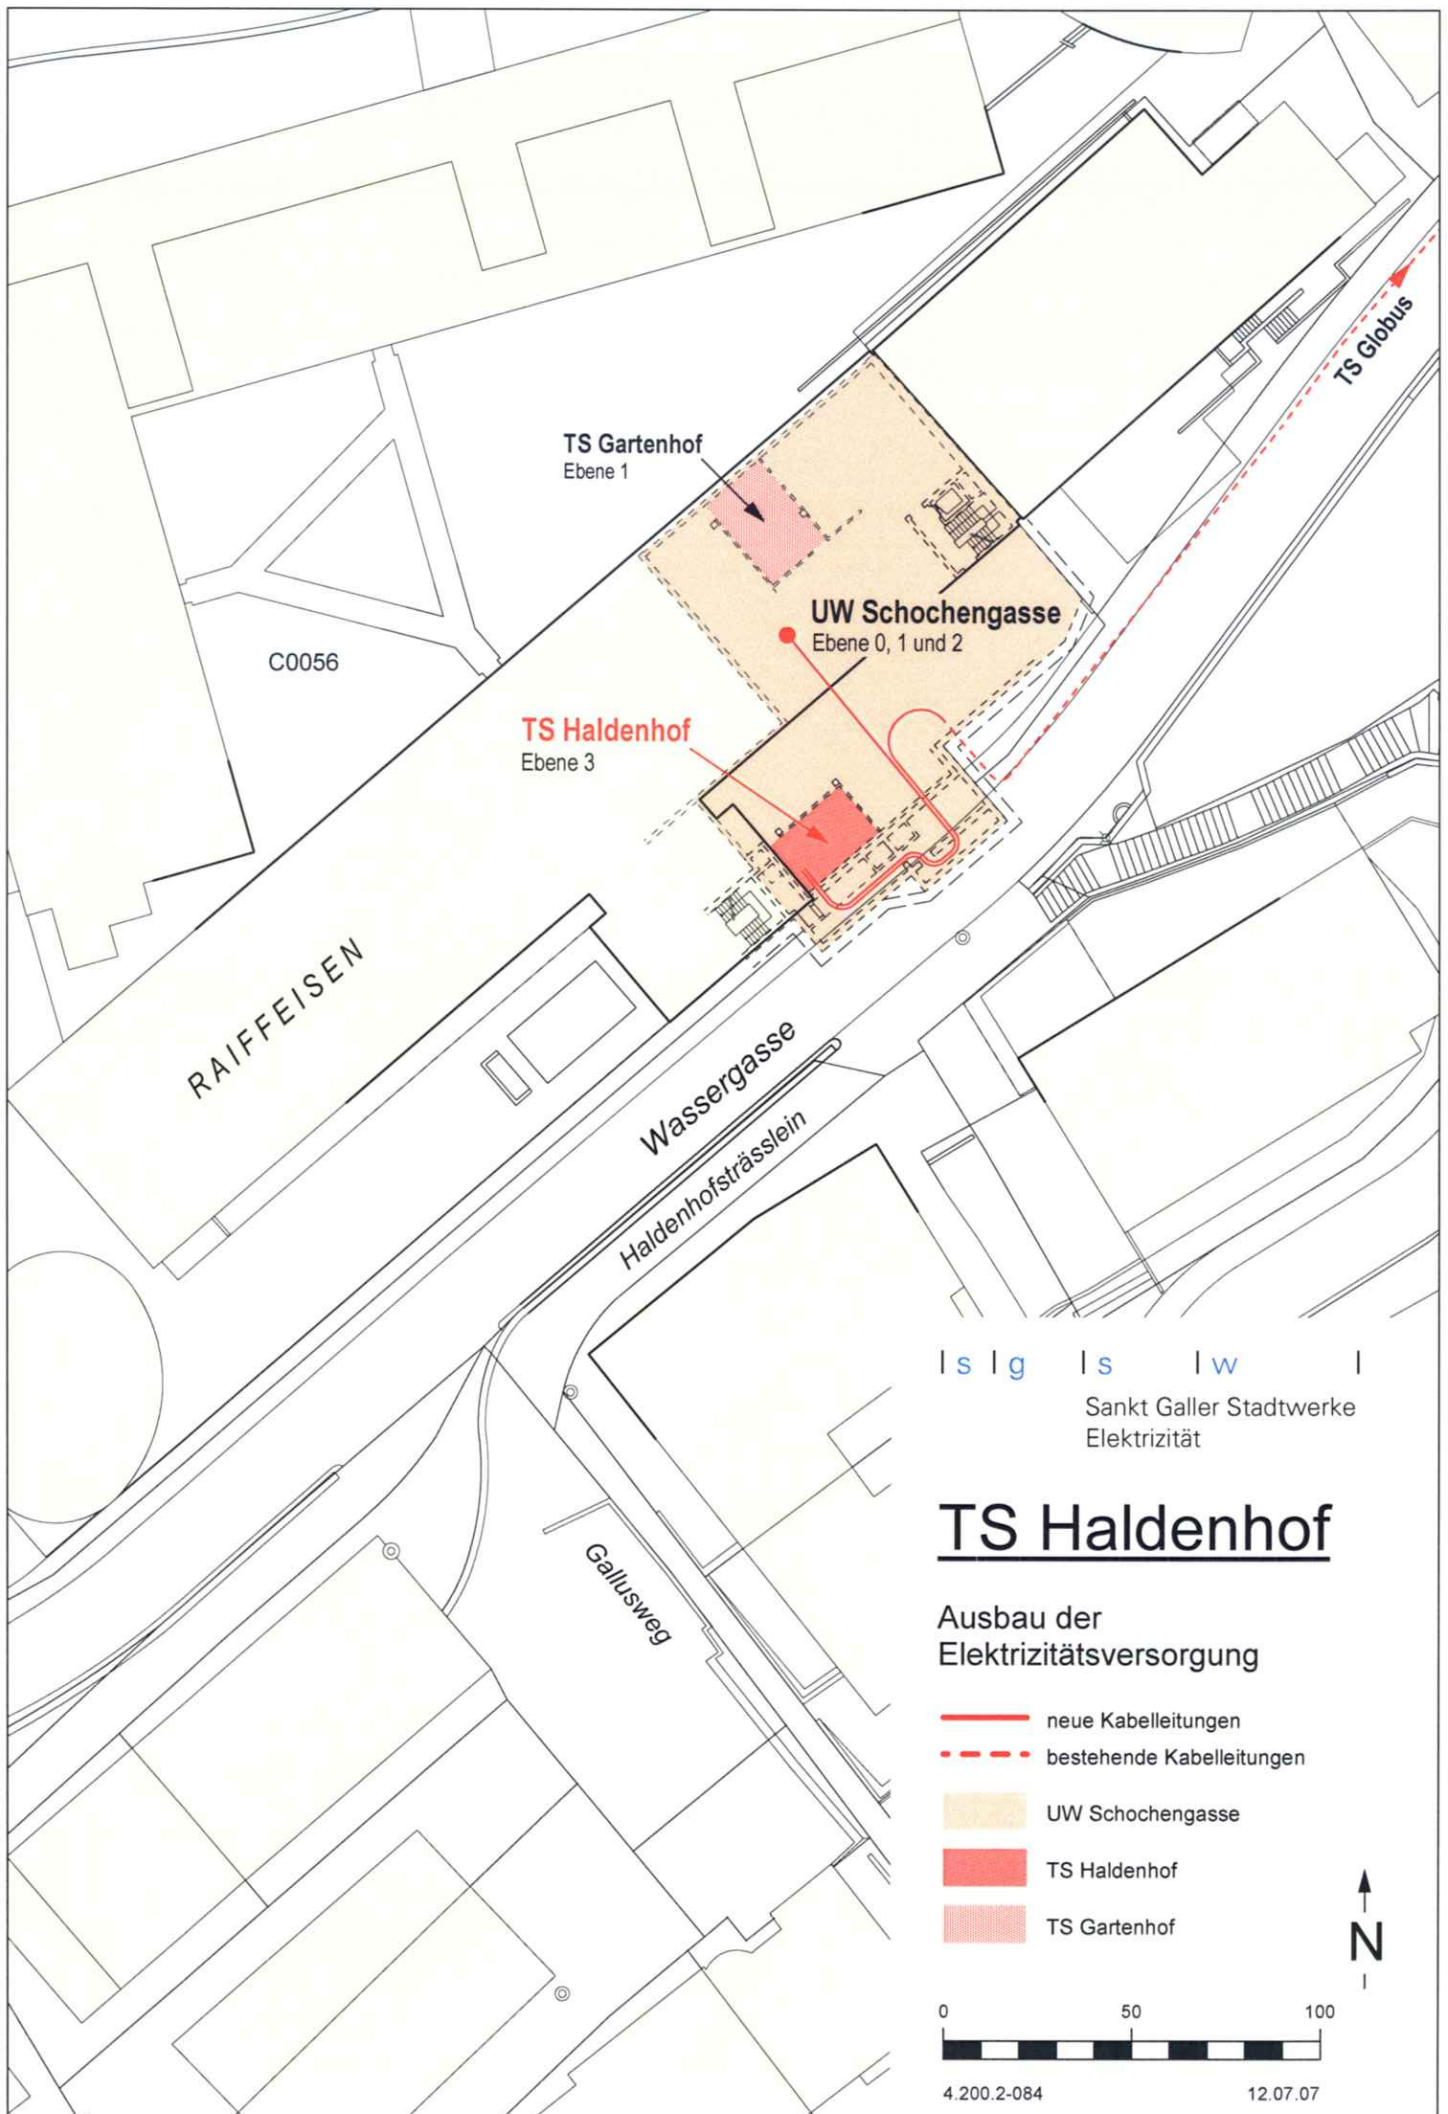 TS Globus
TS Gartenhof
Ebene 1
UW Schochengasse
Ebene 0, 1 und 2
C0056
TS Haldenhof
Ebene 3
RAIFFEISEN
Wassergasse
Haldenhofsträsslein
Gallusweg
s g s w
Sankt Galler Stadtwerke
Elektrizität
TS Haldenhof
Ausbau der
Elektrizitätsversorgung
neue Kabelleitungen
bestehende Kabelleitungen
UW Schochengasse
TS Haldenhof
TS Gartenhof
N
0 50 100
4.200.2-084 12.07.07